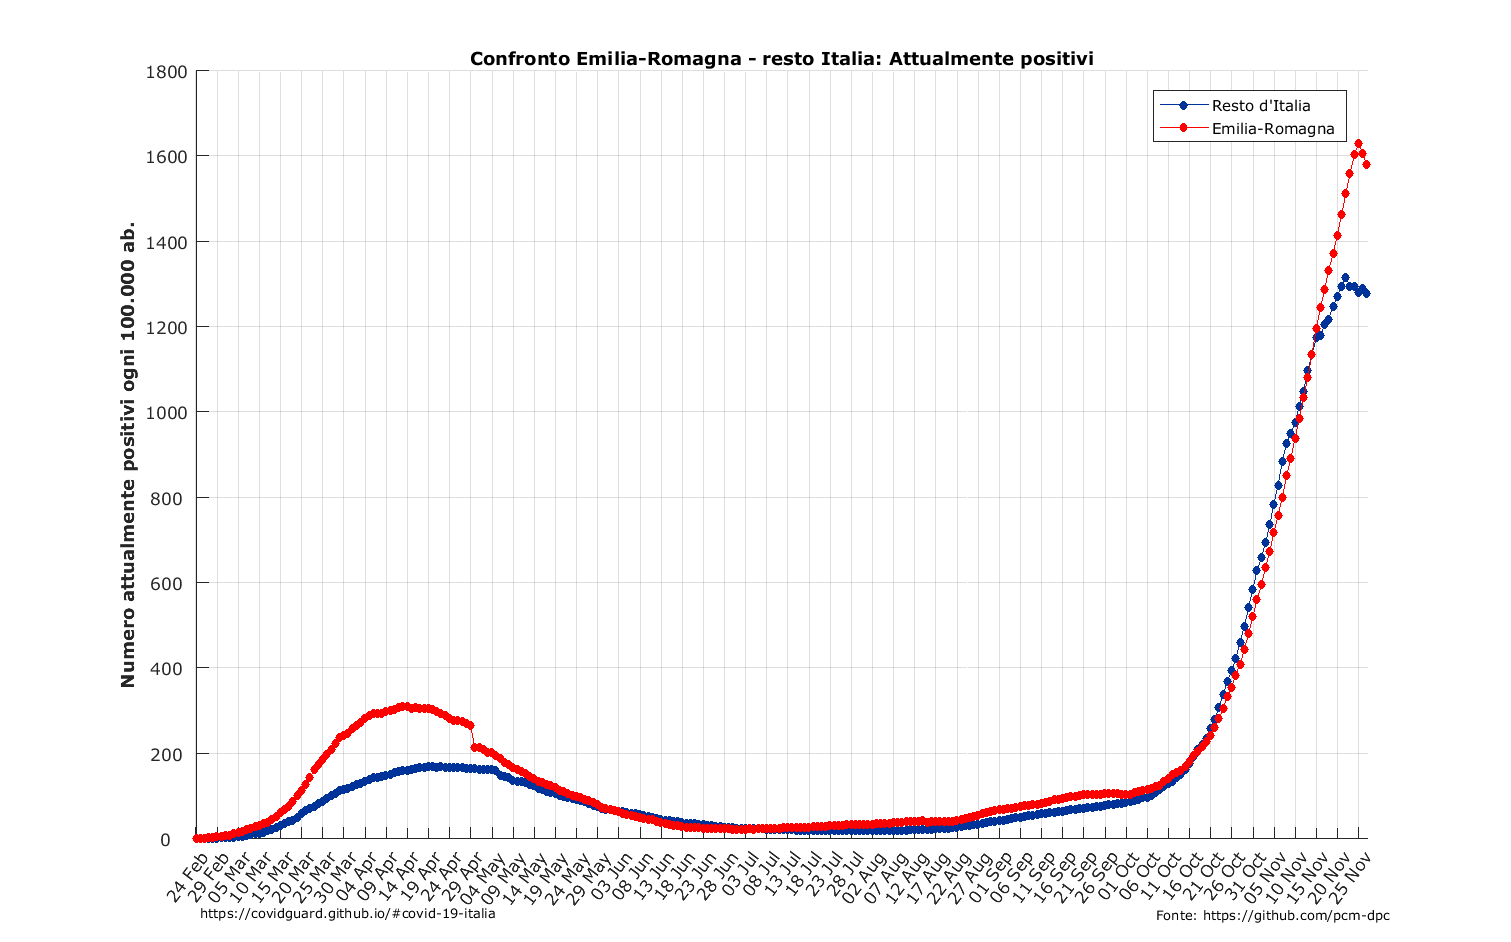 Confronto Emilia-Romagna - resto Italia: Attualmente positivi
Resto d'Italia
Emilia-Romagna
Numero attualmente positivi ogni 100.000 ab.
1800
1600
1400
1200
1000
800
600
400
200
0
24 Feb
29 Feb
05 Mar
10 Mar
15 Mar
20 Mar
25 Mar
30 Mar
04 Apr
09 Apr
14 Apr
19 Apr
24 Apr
29 Apr
04 May
09 May
14 May
19 May
24 May
29 May
03 Jun
08 Jun
13 Jun
18 Jun
23 Jun
28 Jun
03 Jul
08 Jul
13 Jul
18 Jul
23 Jul
28 Jul
02 Aug
07 Aug
12 Aug
17 Aug
22 Aug
27 Aug
01 Sep
06 Sep
11 Sep
16 Sep
21 Sep
26 Sep
01 Oct
06 Oct
11 Oct
16 Oct
21 Oct
26 Oct
31 Oct
05 Nov
10 Nov
15 Nov
20 Nov
25 Nov
https://covidguard.github.io/#covid-19-italia
Fonte: https://github.com/pcm-dpc